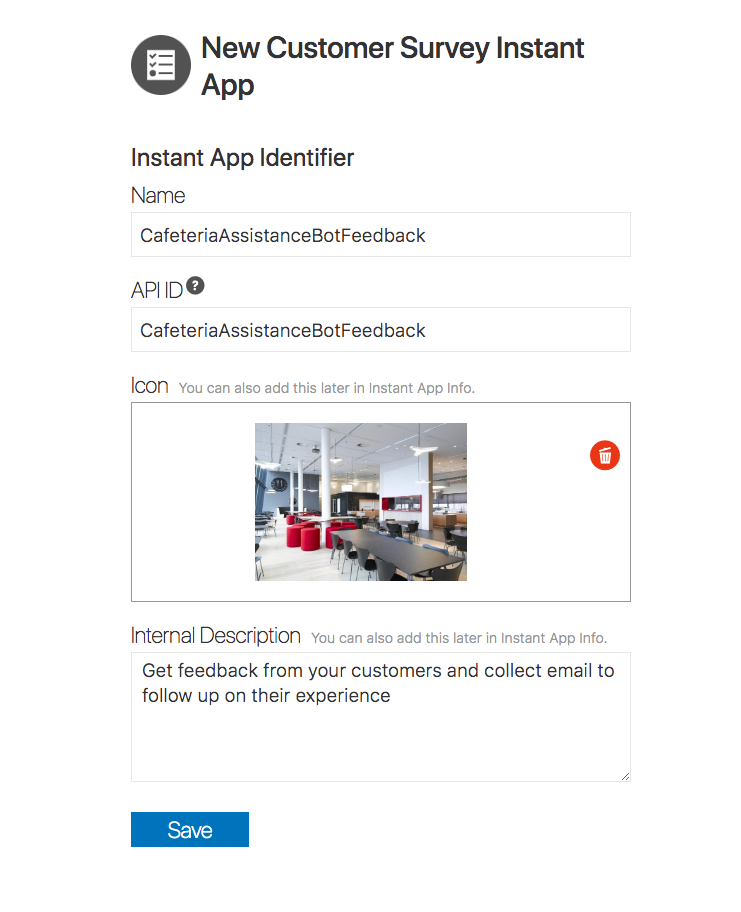 New Customer Survey Instant
App
Instant App Identifier
Name
CafeteriaAssistanceBotFeedback
API ID ?
CafeteriaAssistanceBotFeedback
Icon You can also add this later in Instant App Info.
Internal Description You can also add this later in Instant App Info.
Get feedback from your customers and collect email to
follow up on their experience
Save